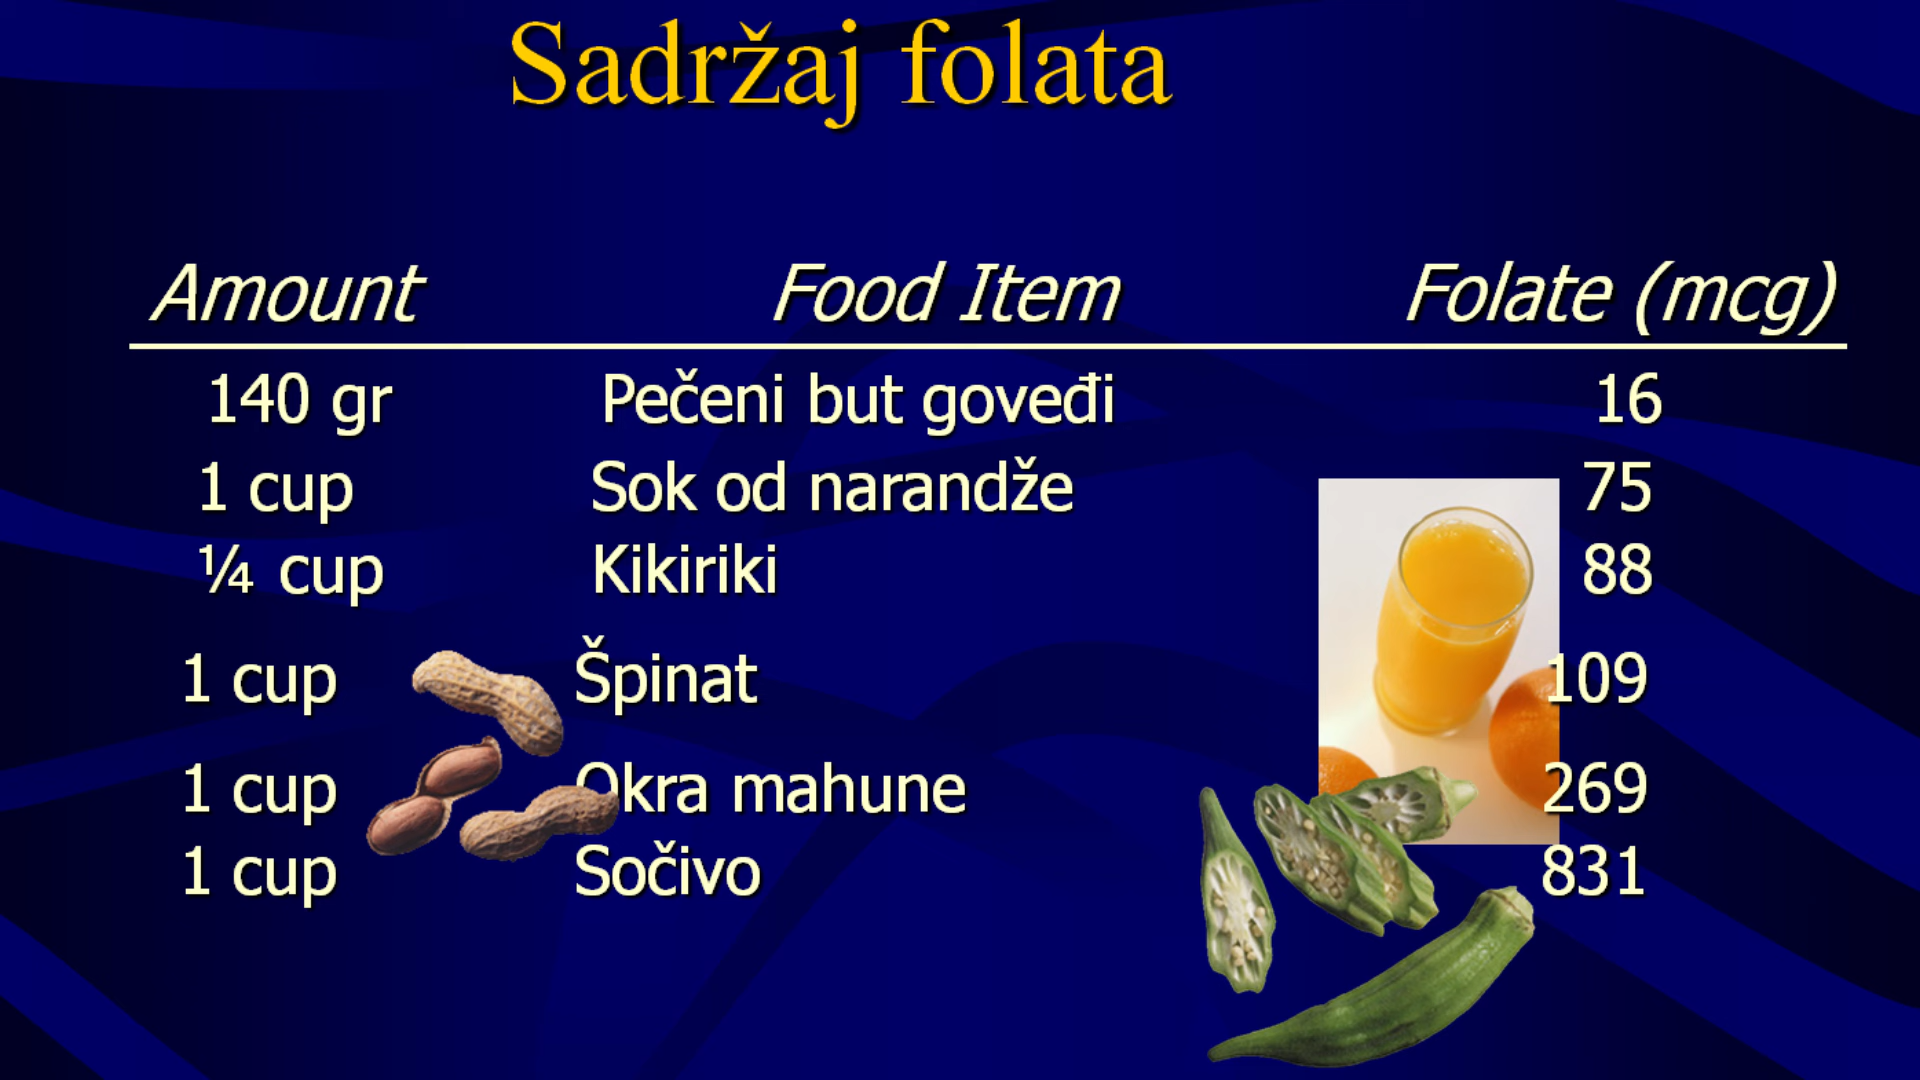 Sadržaj folata
Amount Food Item Folate (mcg)
140 gr Pečeni but goveđi 16
1 cup Sok od narandže 75
¼ cup Kikiriki 88
1 cup Špinat 109
1 cup Okra mahune 269
1 cup Sočivo 831